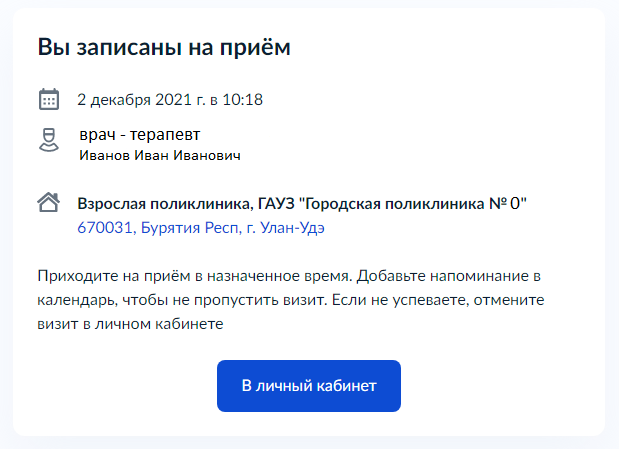 Вы записаны на приём
2 декабря 2021 г. в 10:18
врач - терапевт
Иванов Иван Иванович
Взрослая поликлиника, ГАУЗ "Городская поликлиника № 0"
670031, Бурятия Респ, г. Улан-Удэ
Приходите на приём в назначенное время. Добавьте напоминание в
календарь, чтобы не пропустить визит. Если не успеваете, отмените
визит в личном кабинете
В личный кабинет